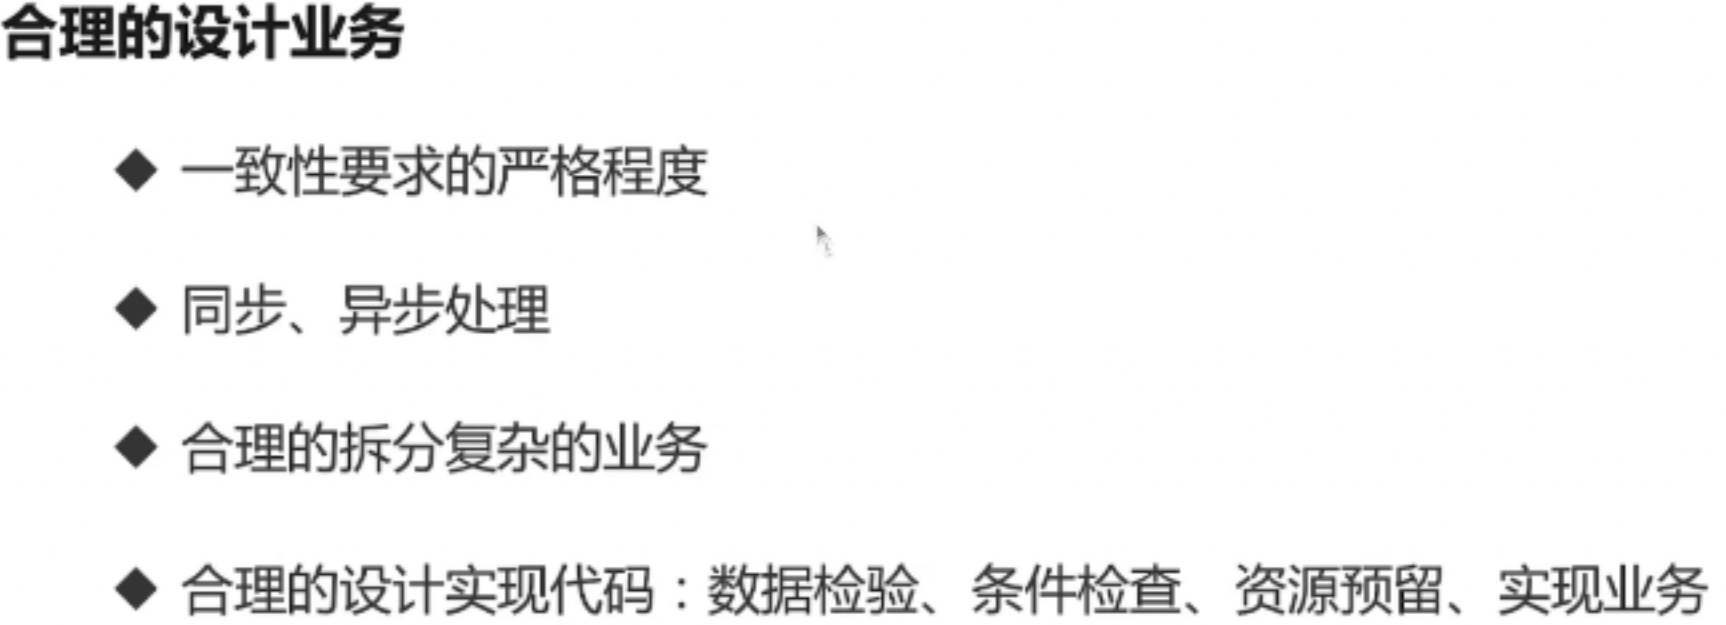 合理的设计业务
◆ 一致性要求的严格程度
◆ 同步、异步处理
◆ 合理的拆分复杂的业务
◆ 合理的设计实现代码：数据检验、条件检查、资源预留、实现业务